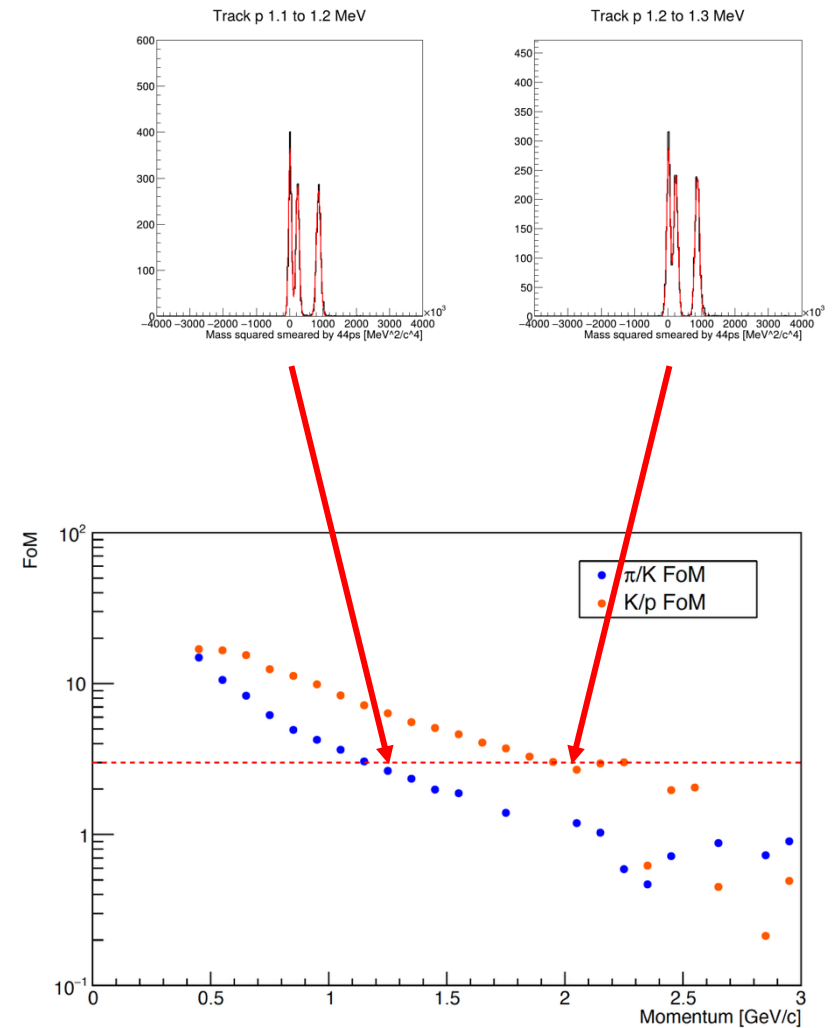 Track p 1.1 to 1.2 MeV
600
500
400
300
200
100
0
−4000 −3000 −2000 −1000 0 1000 2000 3000 4000
×10³
Mass squared smeared by 44ps [MeV^2/c^4]
Track p 1.2 to 1.3 MeV
450
400
350
300
250
200
150
100
50
0
−4000 −3000 −2000 −1000 0 1000 2000 3000 4000
×10³
Mass squared smeared by 44ps [MeV^2/c^4]
FoM
10²
10
1
10⁻¹
π/K FoM
K/p FoM
0 0.5 1 1.5 2 2.5 3
Momentum [GeV/c]